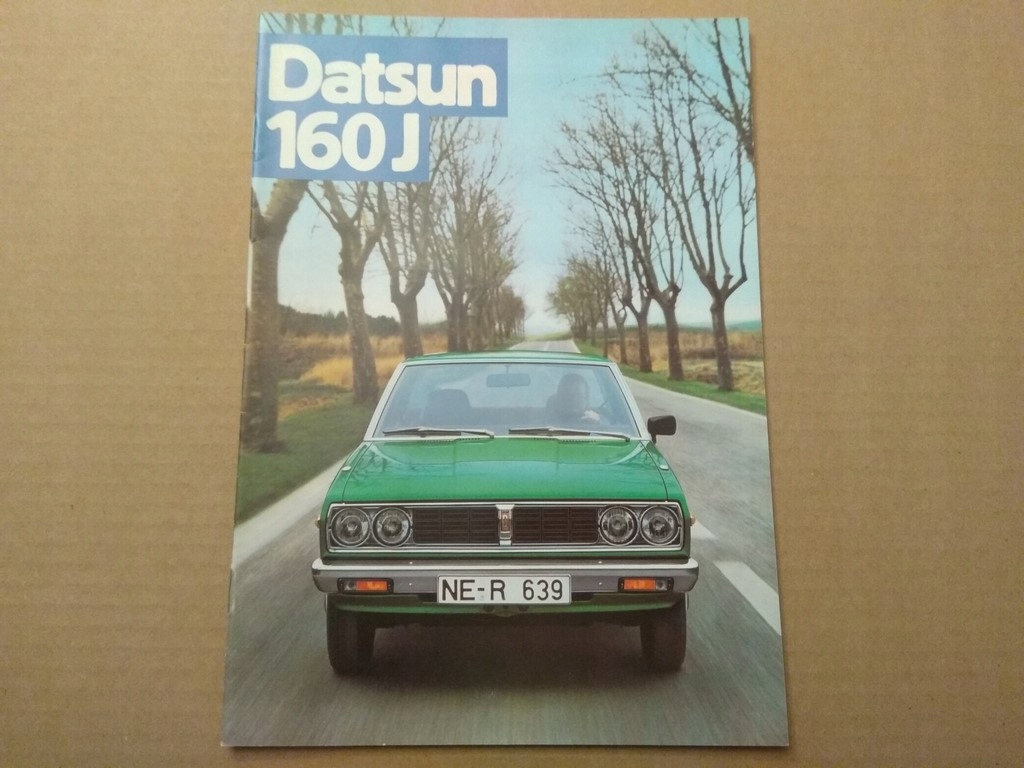 Datsun
160 J
NE-R 639